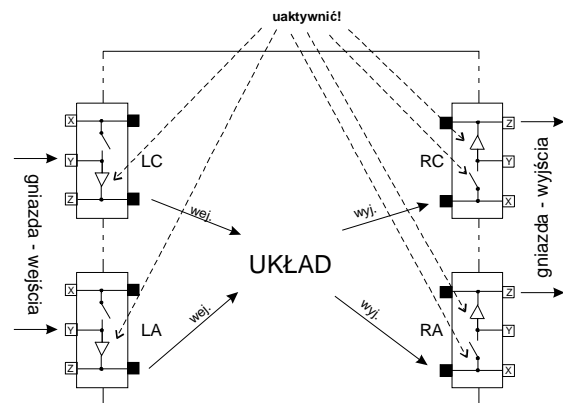 uaktywnić!
X
Y
Z
LC
gniazda - wejścia
wej.
X
Y
Z
LA
wej.
UKŁAD
wyj.
wyj.
RC
Z
Y
X
gniazda - wyjścia
RA
Z
Y
X